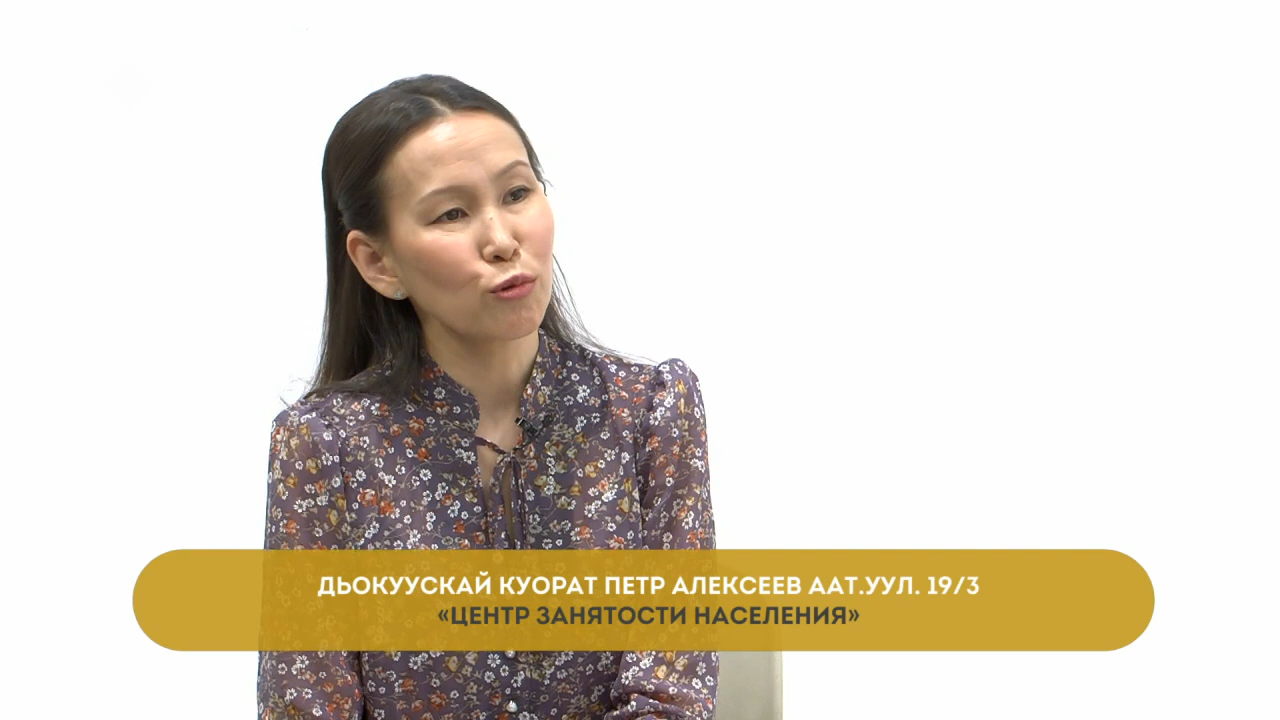 ДЬОКУУСКАЙ КУОРАТ ПЕТР АЛЕКСЕЕВ ААТ.УУЛ. 19/3
«ЦЕНТР ЗАНЯТОСТИ НАСЕЛЕНИЯ»